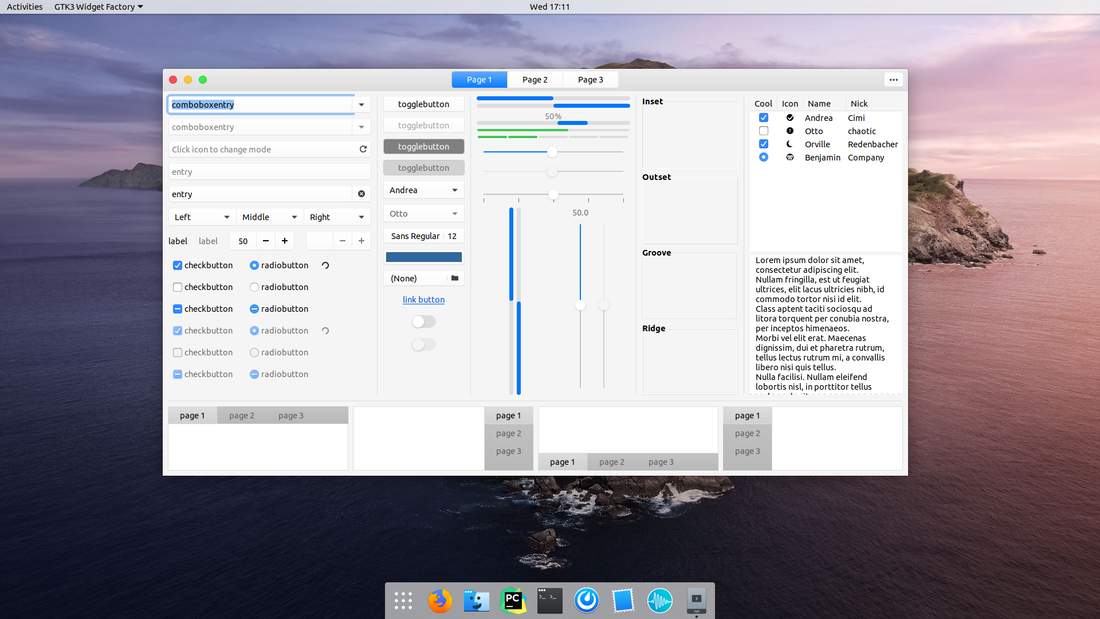 Activities GTK3 Widget Factory Wed 17:11
Page 1 Page 2 Page 3
comboboxentry
comboboxentry
Click icon to change mode
entry
entry
Left Middle Right
label label 50
checkbutton radiobutton
checkbutton radiobutton
checkbutton radiobutton
checkbutton radiobutton
checkbutton radiobutton
checkbutton radiobutton
togglebutton
togglebutton
togglebutton
togglebutton
Andrea
Otto
Sans Regular 12
(None)
link button
50%
50.0
Inset
Outset
Groove
Ridge
Cool Icon Name Nick
Andrea Cimi
Otto chaotic
Orville Redenbacher
Benjamin Company
Lorem ipsum dolor sit amet,
consectetur adipiscing elit.
Nullam fringilla, est ut feugiat
ultrices, elit lacus ultricies nibh, id
commodo tortor nisi id elit.
Class aptent taciti sociosqu ad
litora torquent per conubia nostra,
per inceptos himenaeos.
Morbi vel elit erat. Maecenas
dignissim, dui et pharetra rutrum,
tellus lectus rutrum mi, a convallis
libero nisi quis tellus.
Nulla facilisi. Nullam eleifend
lobortis nisl, in porttitor tellus
page 1 page 2 page 3
page 1
page 2
page 3
page 1 page 2 page 3
page 1
page 2
page 3
PC